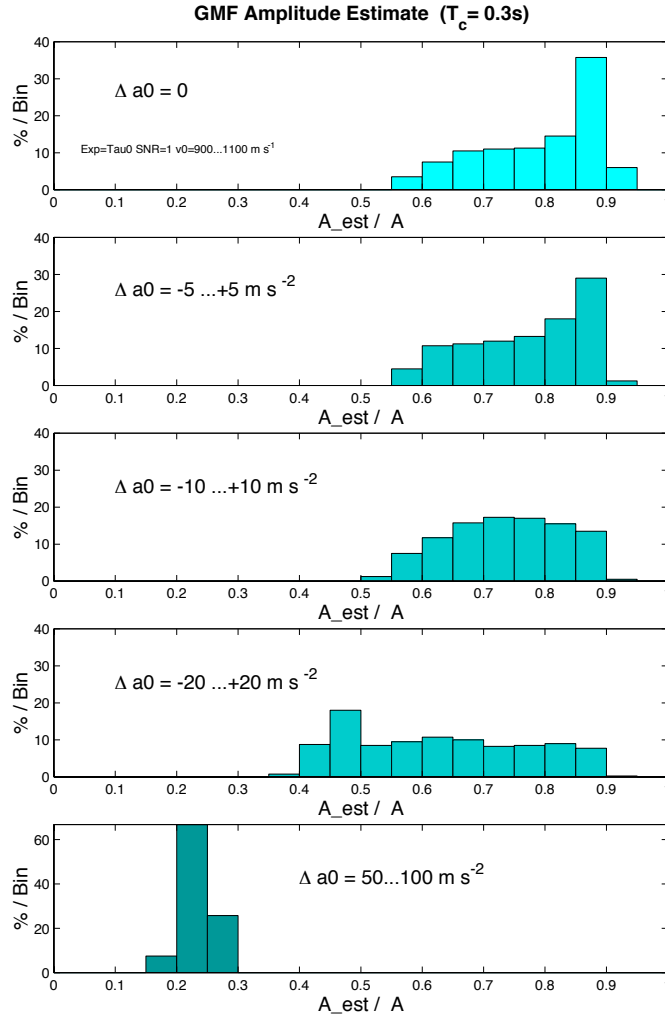 GMF Amplitude Estimate (T_c= 0.3s)
40
30
20
10
0
% / Bin
Δ a0 = 0
Exp=Tau0 SNR=1 v0=900...1100 m s⁻¹
0 0.1 0.2 0.3 0.4 0.5 0.6 0.7 0.8 0.9
A_est / A
40
30
20
10
0
% / Bin
Δ a0 = -5 ...+5 m s⁻²
0 0.1 0.2 0.3 0.4 0.5 0.6 0.7 0.8 0.9
A_est / A
40
30
20
10
0
% / Bin
Δ a0 = -10 ...+10 m s⁻²
0 0.1 0.2 0.3 0.4 0.5 0.6 0.7 0.8 0.9
A_est / A
40
30
20
10
0
% / Bin
Δ a0 = -20 ...+20 m s⁻²
0 0.1 0.2 0.3 0.4 0.5 0.6 0.7 0.8 0.9
A_est / A
60
40
20
0
% / Bin
Δ a0 = 50...100 m s⁻²
0 0.1 0.2 0.3 0.4 0.5 0.6 0.7 0.8 0.9
A_est / A